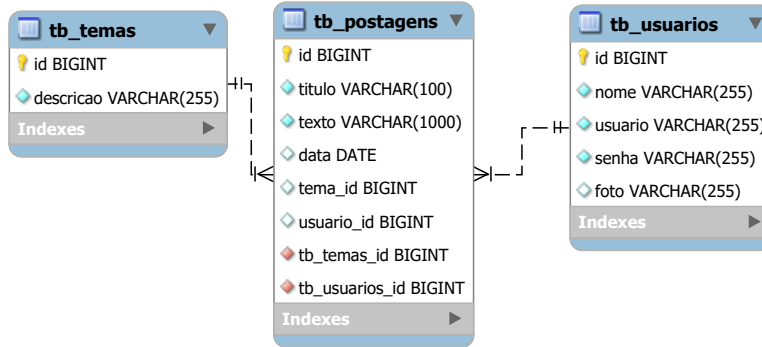 tb_temas
id BIGINT
descricao VARCHAR(255)
Indexes
tb_postagens
id BIGINT
titulo VARCHAR(100)
texto VARCHAR(1000)
data DATE
tema_id BIGINT
usuario_id BIGINT
tb_temas_id BIGINT
tb_usuarios_id BIGINT
Indexes
tb_usuarios
id BIGINT
nome VARCHAR(255)
usuario VARCHAR(255)
senha VARCHAR(255)
foto VARCHAR(255)
Indexes